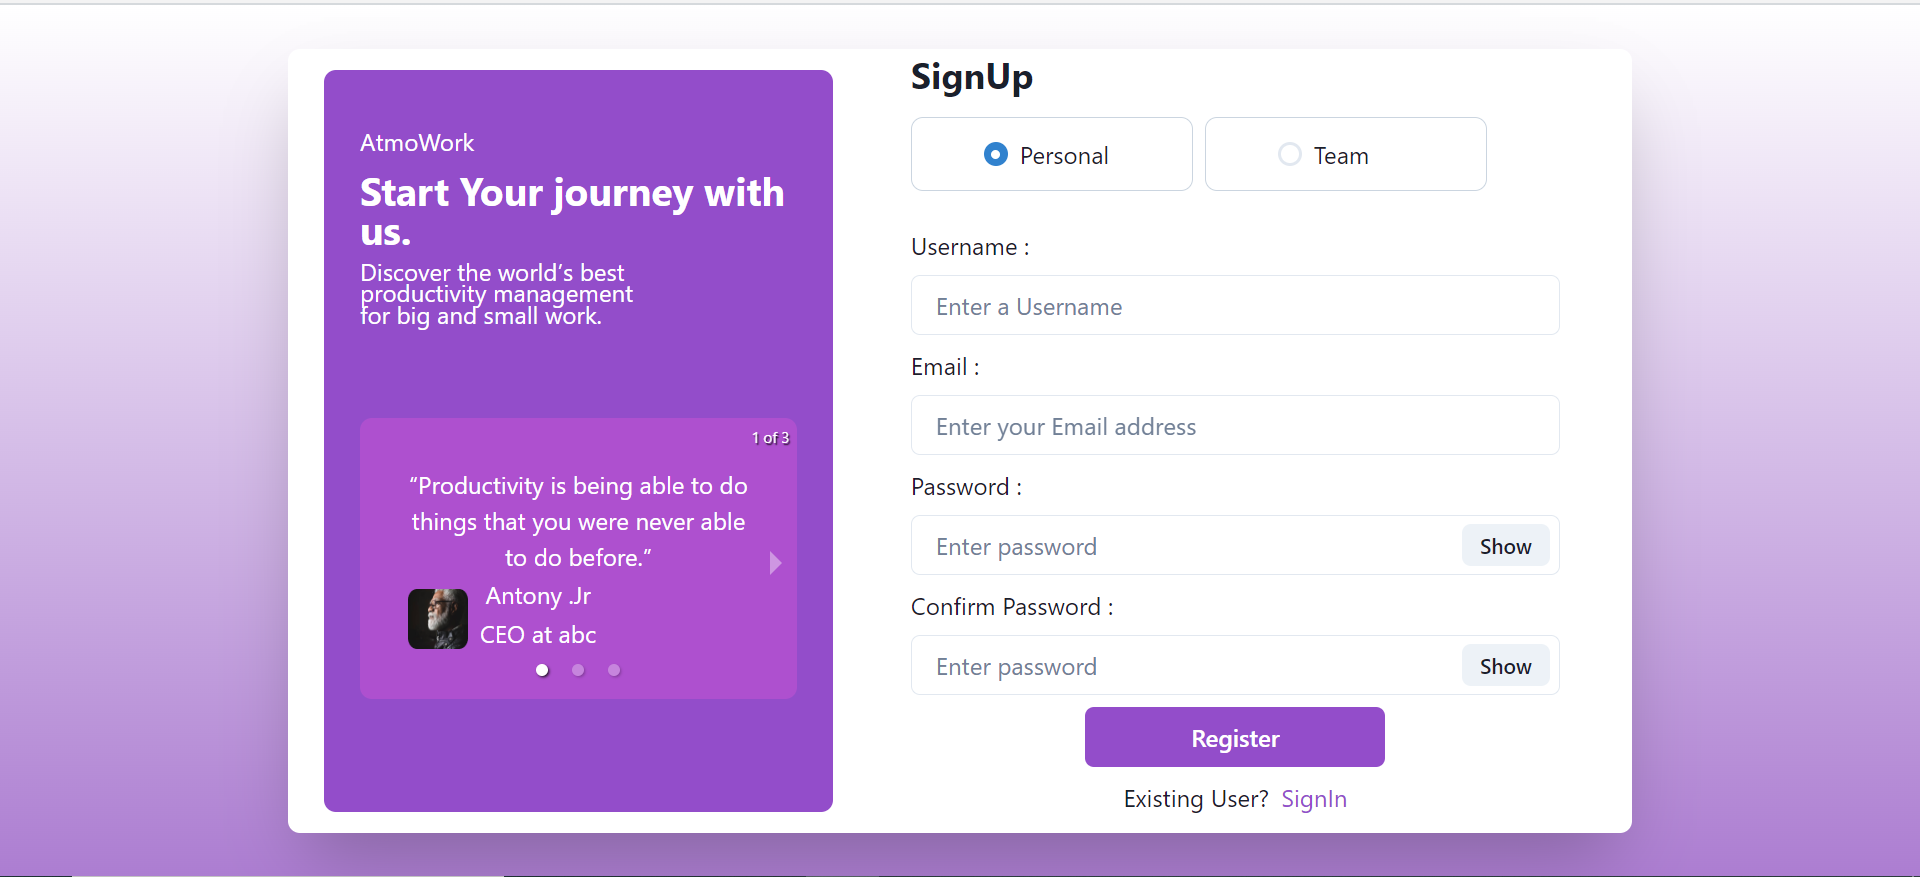 AtmoWork
Start Your journey with
us.
Discover the world’s best
productivity management
for big and small work.
1 of 3
“Productivity is being able to do
things that you were never able
to do before.”
Antony .Jr
CEO at abc
SignUp
Personal
Team
Username :
Enter a Username
Email :
Enter your Email address
Password :
Enter password
Show
Confirm Password :
Enter password
Show
Register
Existing User? SignIn